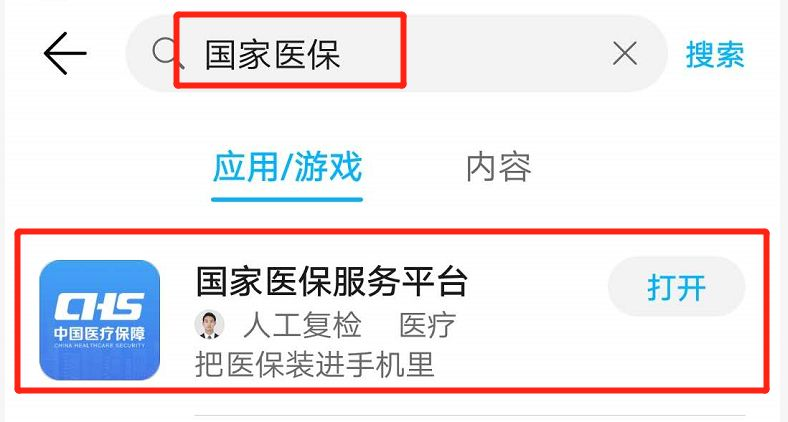 国家医保 搜索
应用/游戏 内容
国家医保服务平台
打开
CHS
中国医疗保障
CHINA HEALTHCARE SECURITY
人工复检 医疗
把医保装进手机里